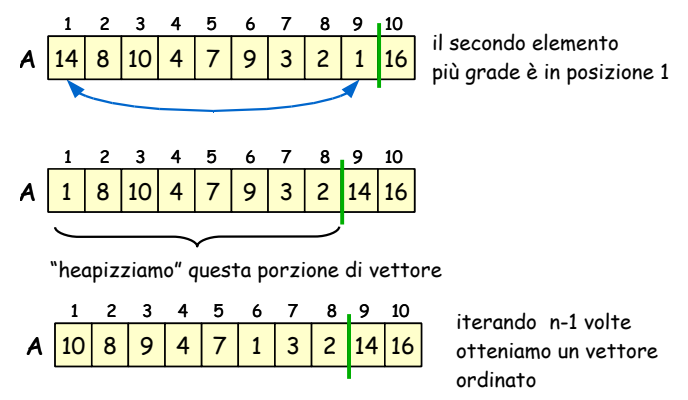 1 2 3 4 5 6 7 8 9 10
A 14 8 10 4 7 9 3 2 1 16
il secondo elemento
più grade è in posizione 1
1 2 3 4 5 6 7 8 9 10
A 1 8 10 4 7 9 3 2 14 16
“heapizziamo” questa porzione di vettore
1 2 3 4 5 6 7 8 9 10
A 10 8 9 4 7 1 3 2 14 16
iterando n-1 volte
otteniamo un vettore
ordinato